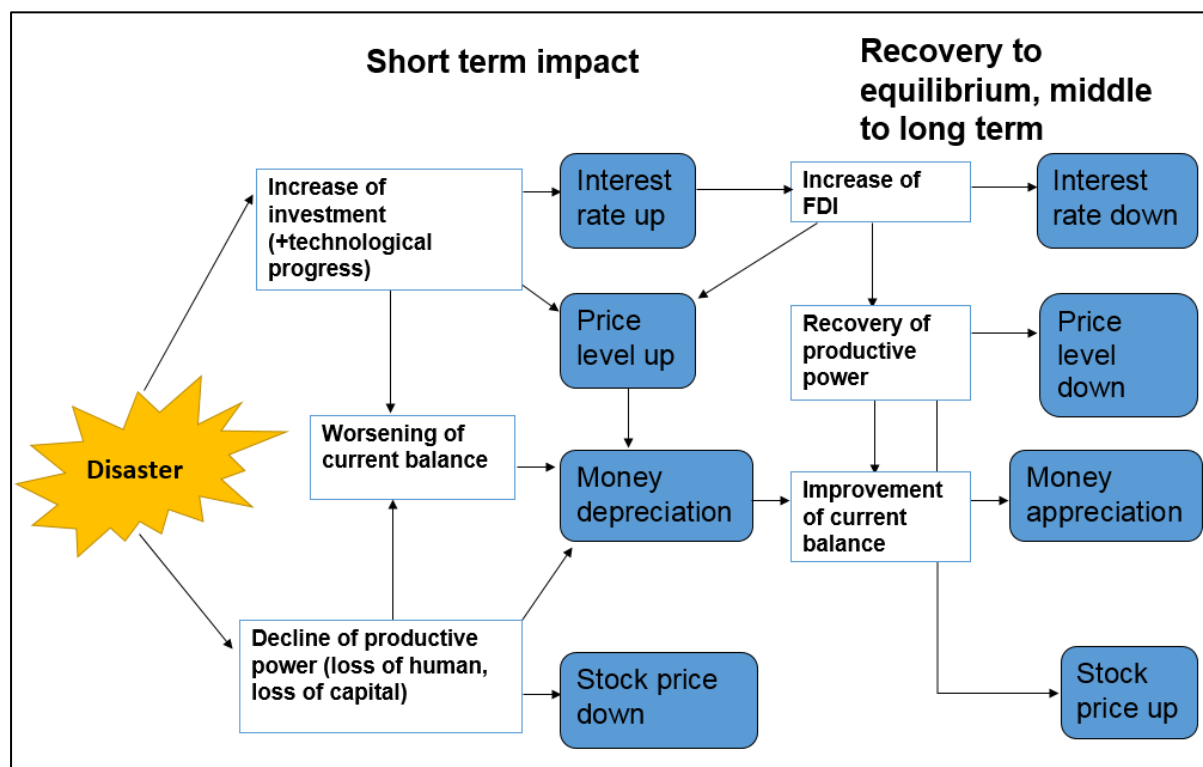 Short term impact
Recovery to
equilibrium, middle
to long term
Increase of
investment
(+technological
progress)
Interest
rate up
Increase of
FDI
Interest
rate down
Price
level up
Recovery of
productive
power
Price
level
down
Disaster
Worsening of
current balance
Money
depreciation
Improvement
of current
balance
Money
appreciation
Decline of productive
power (loss of human,
loss of capital)
Stock price
down
Stock
price up